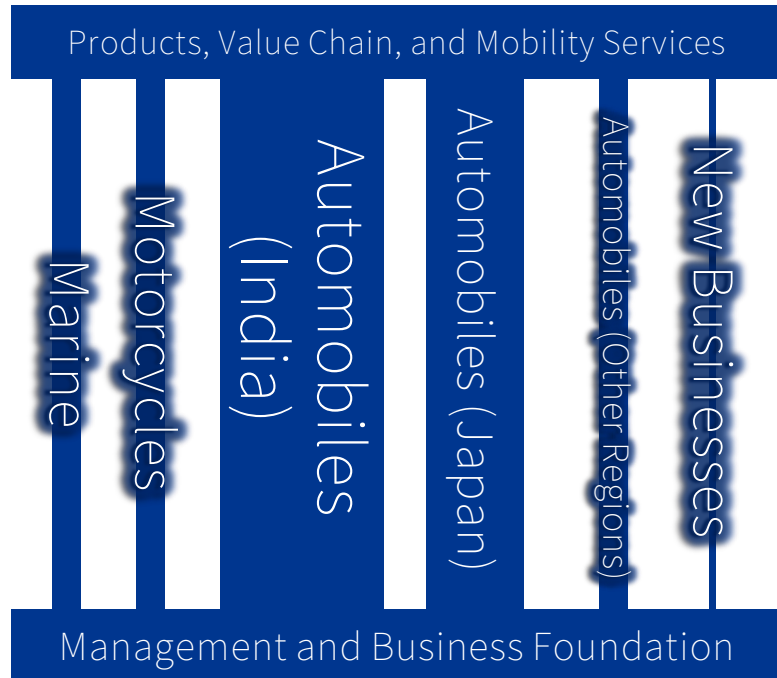 Products, Value Chain, and Mobility Services
Marine
Motorcycles
Automobiles
(India)
Automobiles (Japan)
Automobiles (Other Regions)
New Businesses
Management and Business Foundation